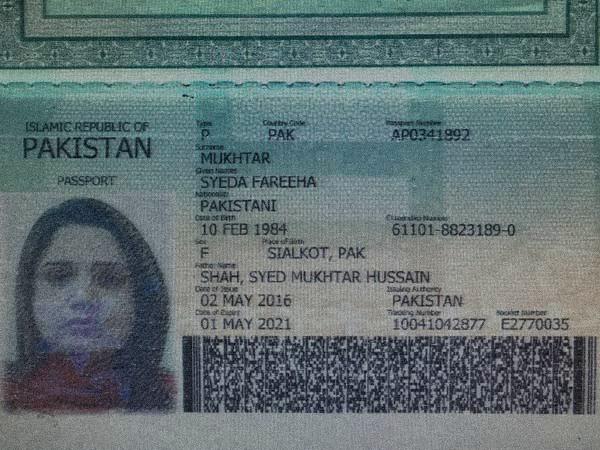 ISLAMIC REPUBLIC OF
PAKISTAN
PASSPORT
Type Country Code Passport Number
P PAK AP0341892
Surname
MUKHTAR
Given Names
SYEDA FAREEHA
Nationality
PAKISTANI
Date of Birth Citizenship Number
10 FEB 1984 61101-8823189-0
Sex Place of Birth
F SIALKOT, PAK
Father Name
SHAH, SYED MUKHTAR HUSSAIN
Date of Issue Issuing Authority
02 MAY 2016 PAKISTAN
Date of Expiry Tracking Number Booklet Number
01 MAY 2021 10041042877 E2770035